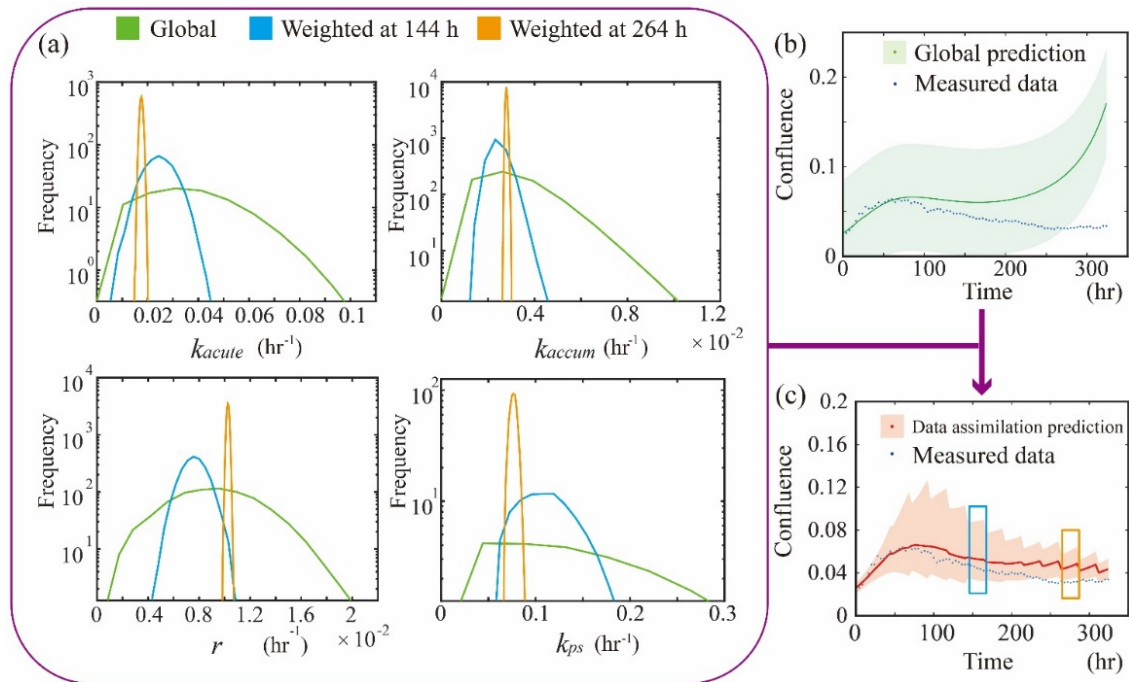 (a)
Global
Weighted at 144 h
Weighted at 264 h
10³
10²
10¹
10⁰
Frequency
0
0.02
0.04
0.06
0.08
0.1
k_acute (hr⁻¹)
10⁴
10³
10²
10¹
Frequency
0
0.4
0.8
1.2
× 10⁻²
k_accum (hr⁻¹)
10⁴
10³
10²
10¹
Frequency
0
0.4
0.8
1.2
1.6
2
× 10⁻²
r (hr⁻¹)
10²
10¹
Frequency
0
0.1
0.2
0.3
k_ps (hr⁻¹)
(b)
Global prediction
Measured data
0.2
0.1
0
Confluence
0
100
200
300
Time (hr)
(c)
Data assimilation prediction
Measured data
0.2
0.16
0.12
0.08
0.04
0
Confluence
0
100
200
300
Time (hr)